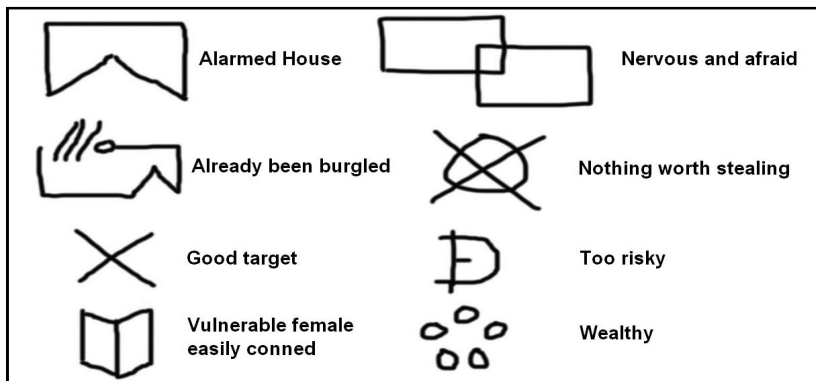 Alarmed House
Nervous and afraid
Already been burgled
Nothing worth stealing
Good target
Too risky
Vulnerable female
easily conned
Wealthy